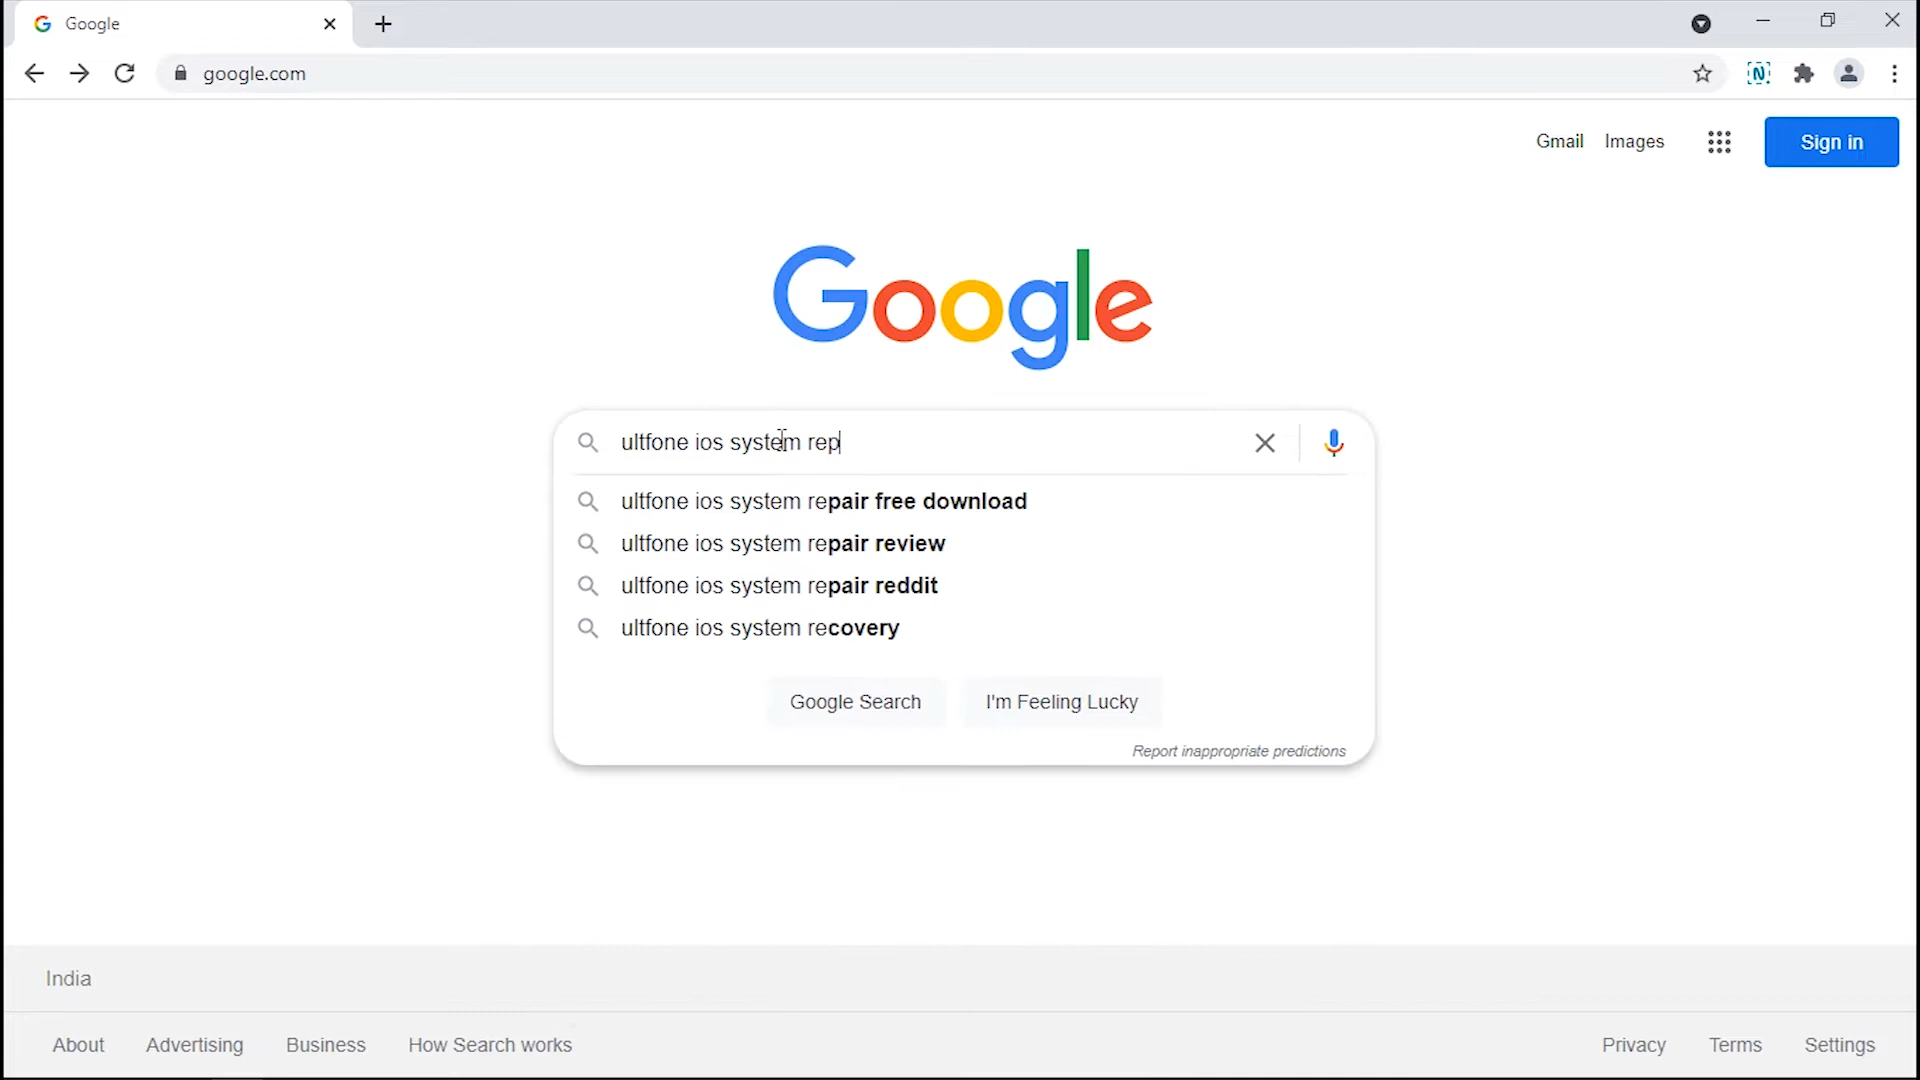 Google
google.com
Gmail Images Sign in
Google
ultfone ios system rep
ultfone ios system repair free download
ultfone ios system repair review
ultfone ios system repair reddit
ultfone ios system recovery
Google Search I'm Feeling Lucky
Report inappropriate predictions
India
About Advertising Business How Search works Privacy Terms Settings